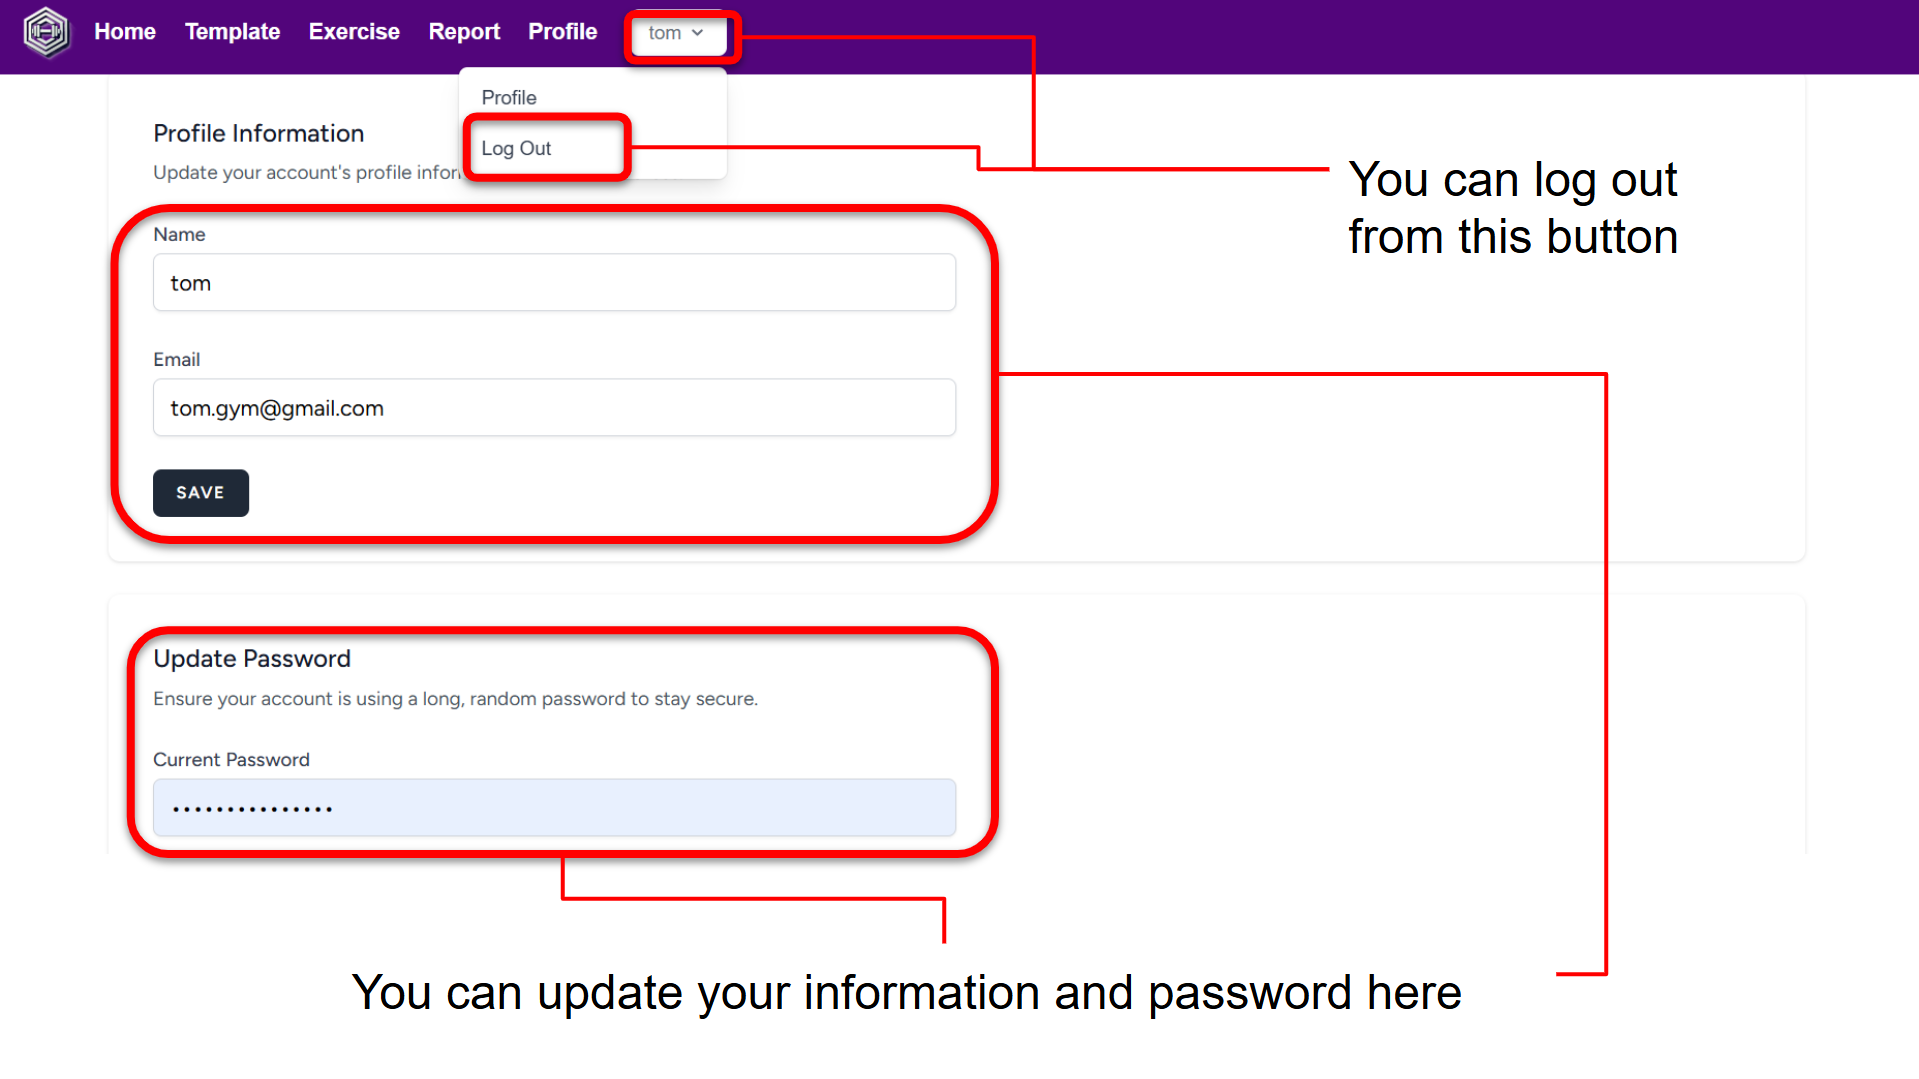 Home Template Exercise Report Profile tom
Profile
Log Out
Profile Information
Update your account's profile
You can log out
from this button
Name
tom
Email
tom.gym@gmail.com
SAVE
Update Password
Ensure your account is using a long, random password to stay secure.
Current Password
•••••••••••••••
You can update your information and password here